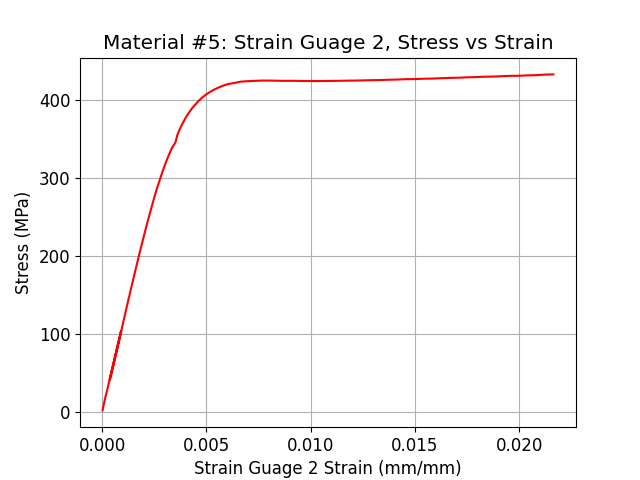 Material #5: Strain Guage 2, Stress vs Strain
400
300
200
100
0
Stress (MPa)
0.000 0.005 0.010 0.015 0.020
Strain Guage 2 Strain (mm/mm)